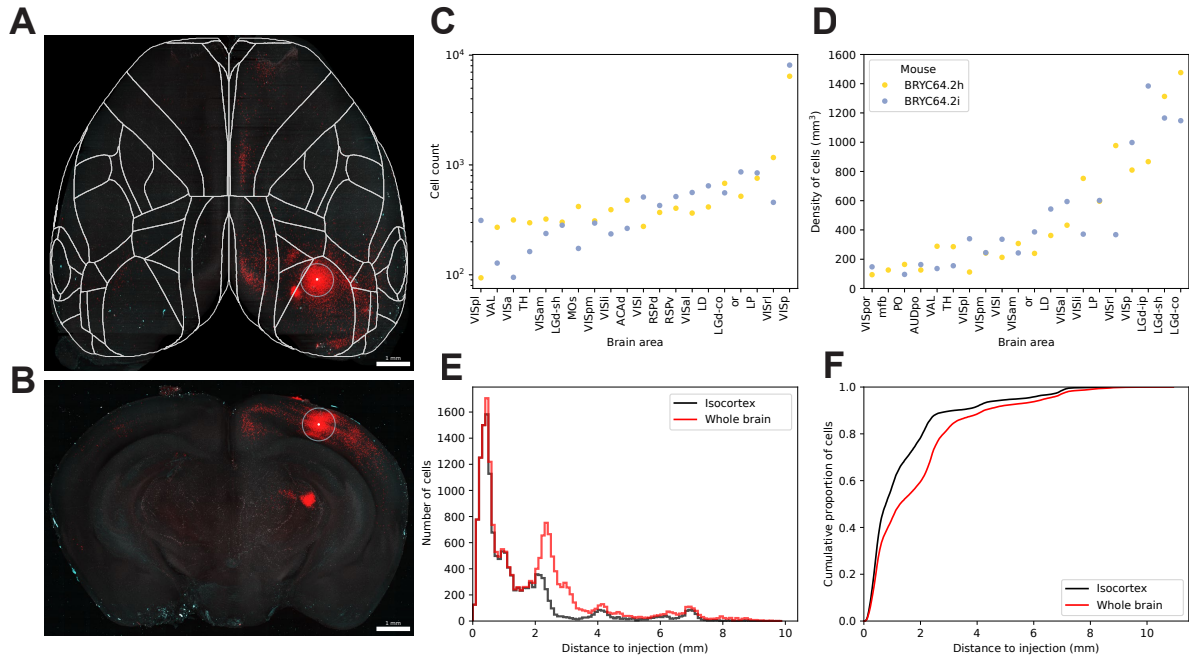 A
1 mm
B
1 mm
C
Cell count
10⁴
10³
10²
VISpl
VAL
VISa
TH
VISam
LGd-sh
MOs
VISpm
VISli
ACAd
VISl
RSPd
RSPv
VISal
LD
LGd-co
or
LP
VISrl
VISp
Brain area
D
Density of cells (mm³)
1600
1400
1200
1000
800
600
400
200
0
Mouse
BRYC64.2h
BRYC64.2i
VISpor
mfb
PO
AUDpo
VAL
TH
VISpl
VISpm
VISl
VISam
or
LD
VISal
VISli
LP
VISrl
VISp
LGd-ip
LGd-sh
LGd-co
Brain area
E
Number of cells
1600
1400
1200
1000
800
600
400
200
0
Isocortex
Whole brain
0 2 4 6 8 10
Distance to injection (mm)
F
Cumulative proportion of cells
1.0
0.8
0.6
0.4
0.2
0.0
Isocortex
Whole brain
0 2 4 6 8 10
Distance to injection (mm)